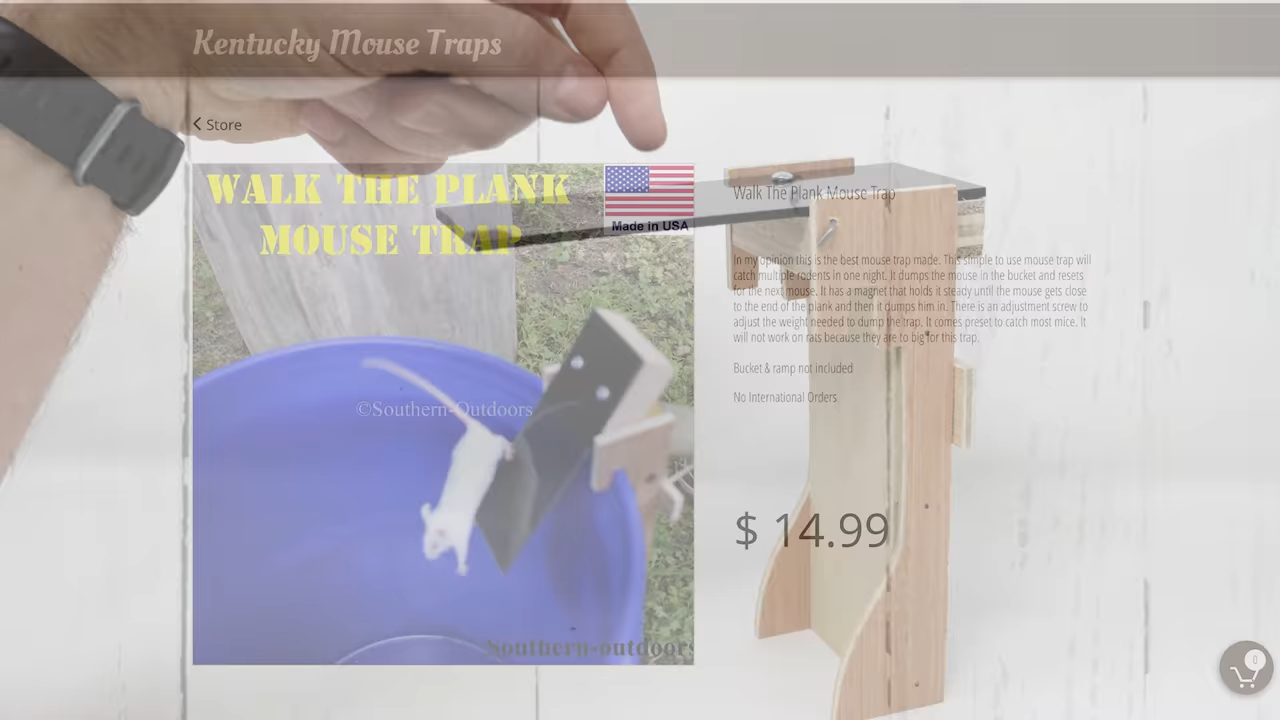 Kentucky Mouse Traps
Store
WALK THE PLANK
MOUSE TRAP
Made in USA
©Southern-Outdoors
Southern-outdoors
Walk The Plank Mouse Trap
In my opinion this is the best mouse trap made. This simple to use mouse trap will
catch multiple rodents in one night. It dumps the mouse in the bucket and resets
for the next mouse. It has a magnet that holds it steady until the mouse gets close
to the end of the plank and then it dumps him in. There is an adjustment screw to
adjust the weight needed to dump the trap. It comes preset to catch most mice. It
will not work on rats because they are to big for this trap.
Bucket & ramp not included
No International Orders
$ 14.99
0